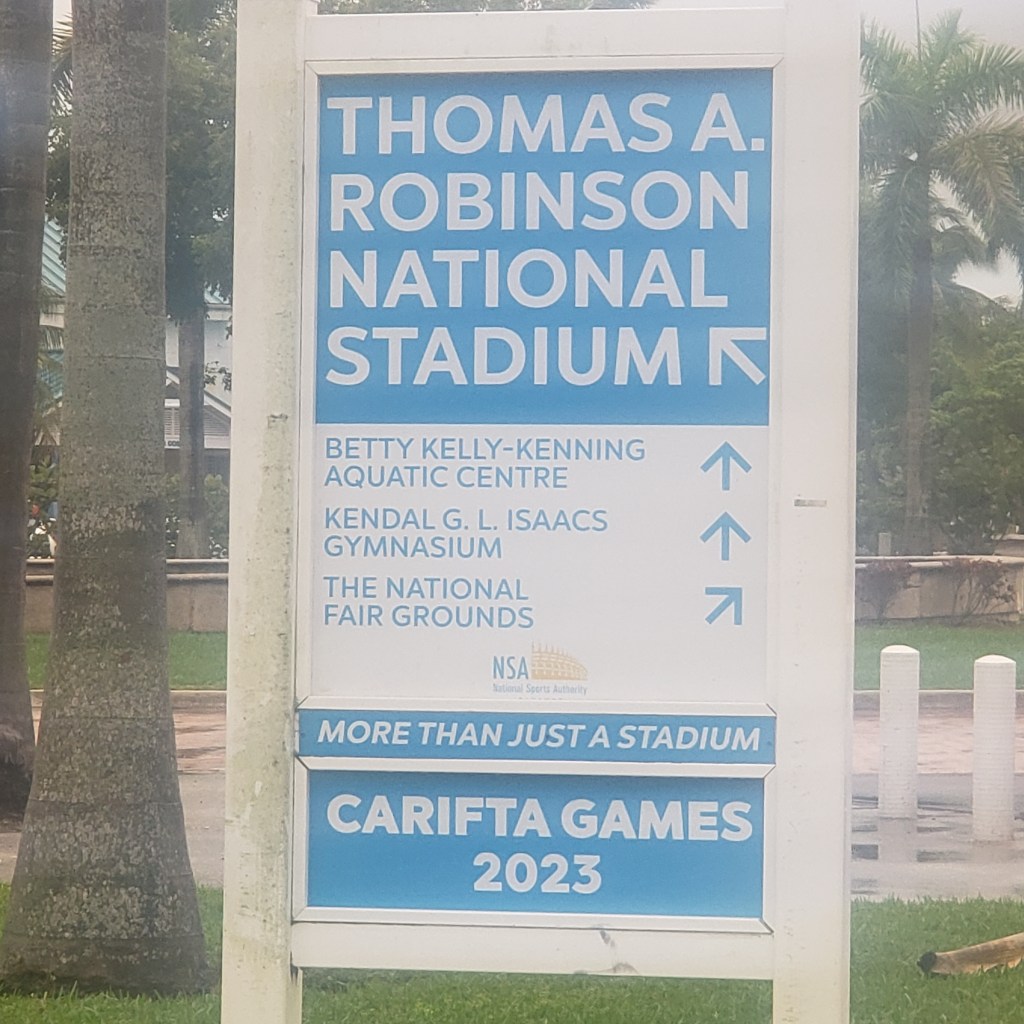 THOMAS A.
ROBINSON
NATIONAL
STADIUM
BETTY KELLY-KENNING
AQUATIC CENTRE
KENDAL G. L. ISAACS
GYMNASIUM
THE NATIONAL
FAIR GROUNDS
NSA
National Sports Authority
MORE THAN JUST A STADIUM
CARIFTA GAMES
2023